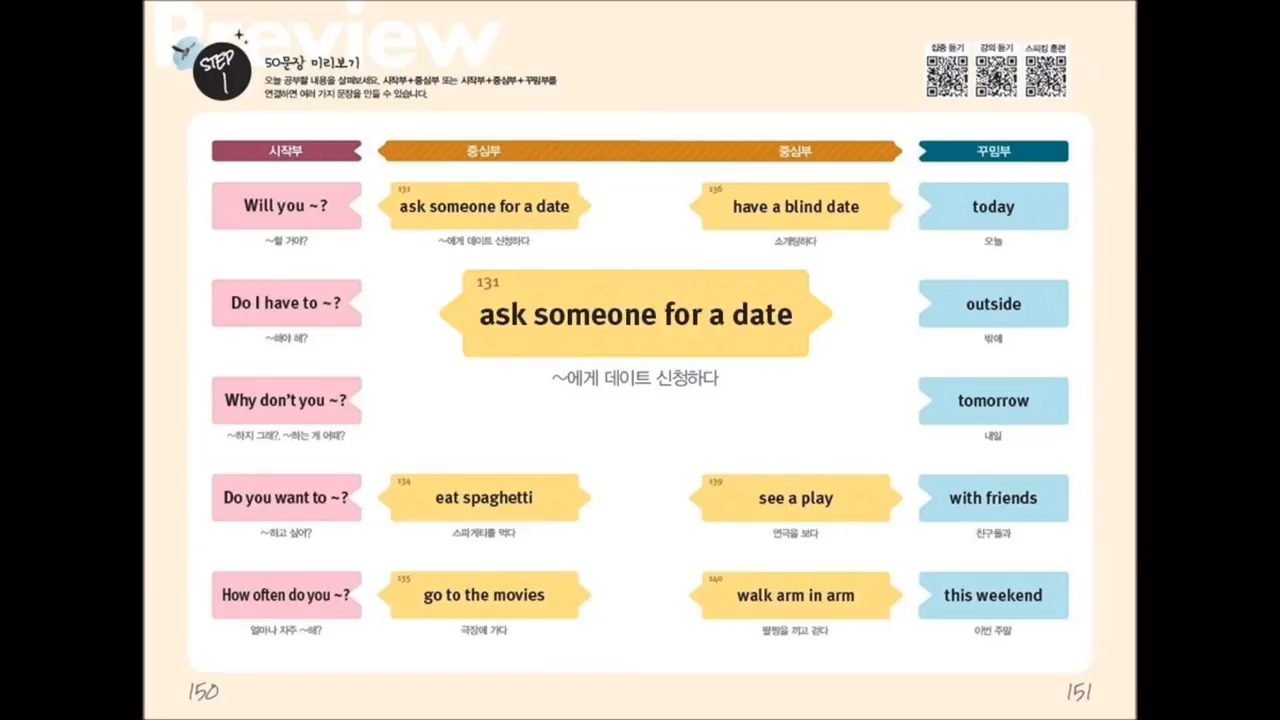 Preview
STEP 1
50문장 미리보기
오늘 공부할 내용을 살펴보세요. 시작부+중심부 또는 시작부+중심부+꾸밈부를
연결하면 여러 가지 문장을 만들 수 있습니다.
집중 듣기 강의 듣기 스피킹 훈련
시작부 중심부 중심부 꾸밈부
Will you ~?
~할 거야?
131
ask someone for a date
~에게 데이트 신청하다
136
have a blind date
소개팅하다
today
오늘
Do I have to ~?
~해야 해?
131
ask someone for a date
~에게 데이트 신청하다
outside
밖에
Why don't you ~?
~하지 그래?, ~하는 게 어때?
tomorrow
내일
Do you want to ~?
~하고 싶어?
134
eat spaghetti
스파게티를 먹다
139
see a play
연극을 보다
with friends
친구들과
How often do you ~?
얼마나 자주 ~해?
135
go to the movies
극장에 가다
140
walk arm in arm
팔짱을 끼고 걷다
this weekend
이번 주말
150
151